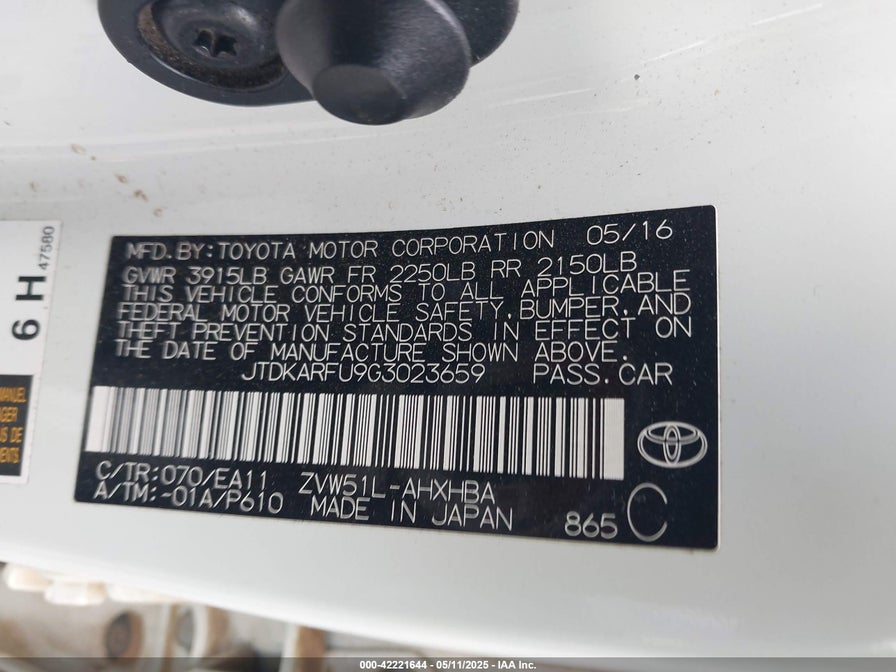 MFD.BY:TOYOTA MOTOR CORPORATION 05/16
GVWR 3915LB GAWR FR 2250LB RR 2150LB
THIS VEHICLE CONFORMS TO ALL APPLICABLE
FEDERAL MOTOR VEHICLE SAFETY,BUMPER,AND
THEFT PREVENTION STANDARDS IN EFFECT ON
THE DATE OF MANUFACTURE SHOWN ABOVE.
JTDKARFU9G3023659 PASS.CAR
C/TR:070/EA11 ZVW51L-AHXHBA
A/TM:-01A/P610 MADE IN JAPAN 865 C
6 H 47580
MANUEL
000-42221644 - 05/11/2025 - IAA Inc.